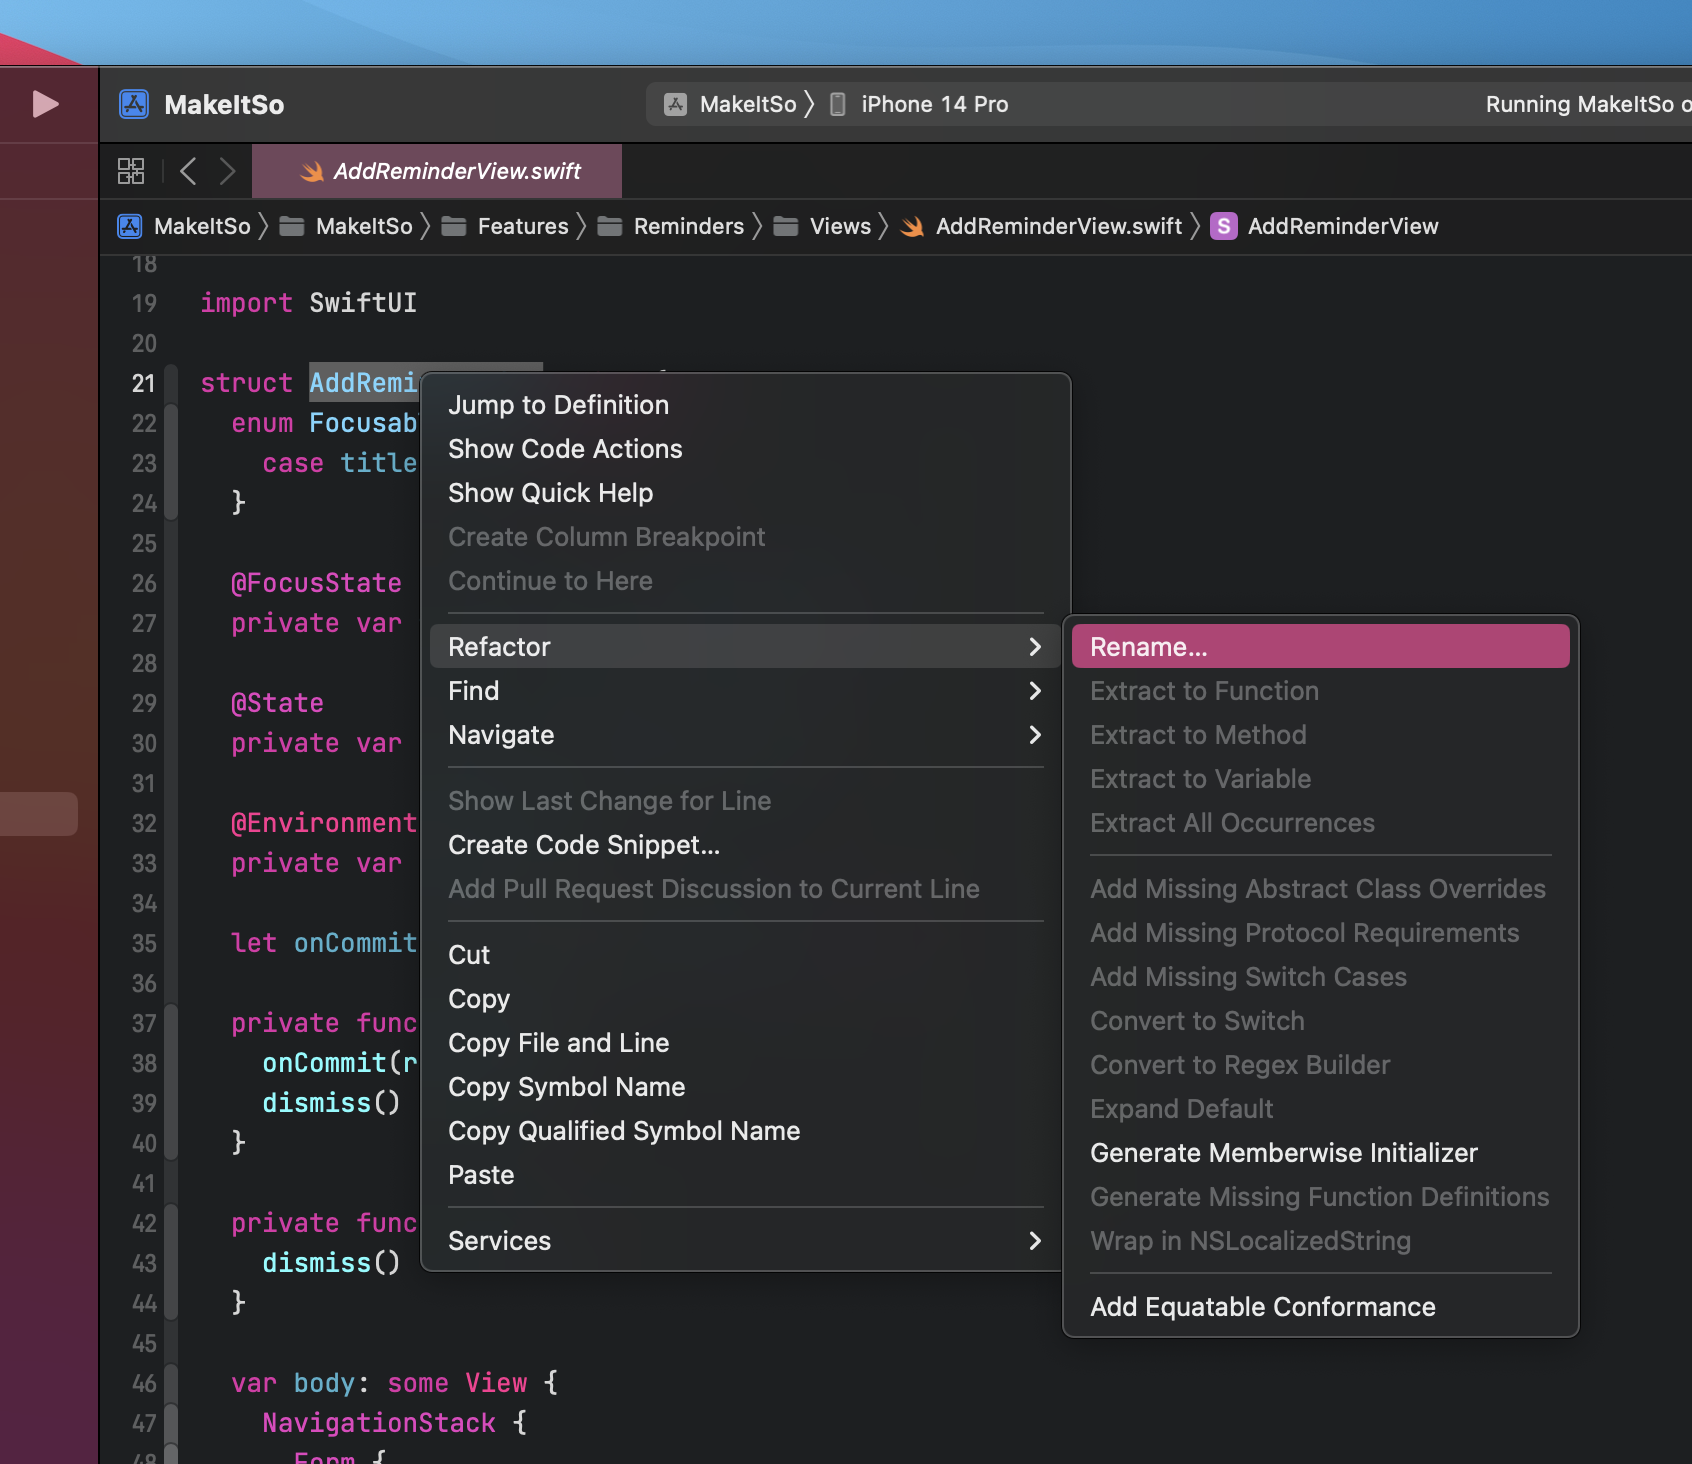 MakeItSo
MakeItSo 〉 iPhone 14 Pro
Running MakeItSo o
AddReminderView.swift
MakeItSo 〉 MakeItSo 〉 Features 〉 Reminders 〉 Views 〉 AddReminderView.swift 〉 S AddReminderView
18
19 import SwiftUI
20
21 struct AddRemi
22 enum Focusab
23 case title
24 }
25
26 @FocusState
27 private var
28
29 @State
30 private var
31
32 @Environment
33 private var
34
35 let onCommit
36
37 private func
38 onCommit(r
39 dismiss()
40 }
41
42 private func
43 dismiss()
44 }
45
46 var body: some View {
47 NavigationStack {
48 Form {
Jump to Definition
Show Code Actions
Show Quick Help
Create Column Breakpoint
Continue to Here
Refactor
Find
Navigate
Show Last Change for Line
Create Code Snippet...
Add Pull Request Discussion to Current Line
Cut
Copy
Copy File and Line
Copy Symbol Name
Copy Qualified Symbol Name
Paste
Services
Rename...
Extract to Function
Extract to Method
Extract to Variable
Extract All Occurrences
Add Missing Abstract Class Overrides
Add Missing Protocol Requirements
Add Missing Switch Cases
Convert to Switch
Convert to Regex Builder
Expand Default
Generate Memberwise Initializer
Generate Missing Function Definitions
Wrap in NSLocalizedString
Add Equatable Conformance